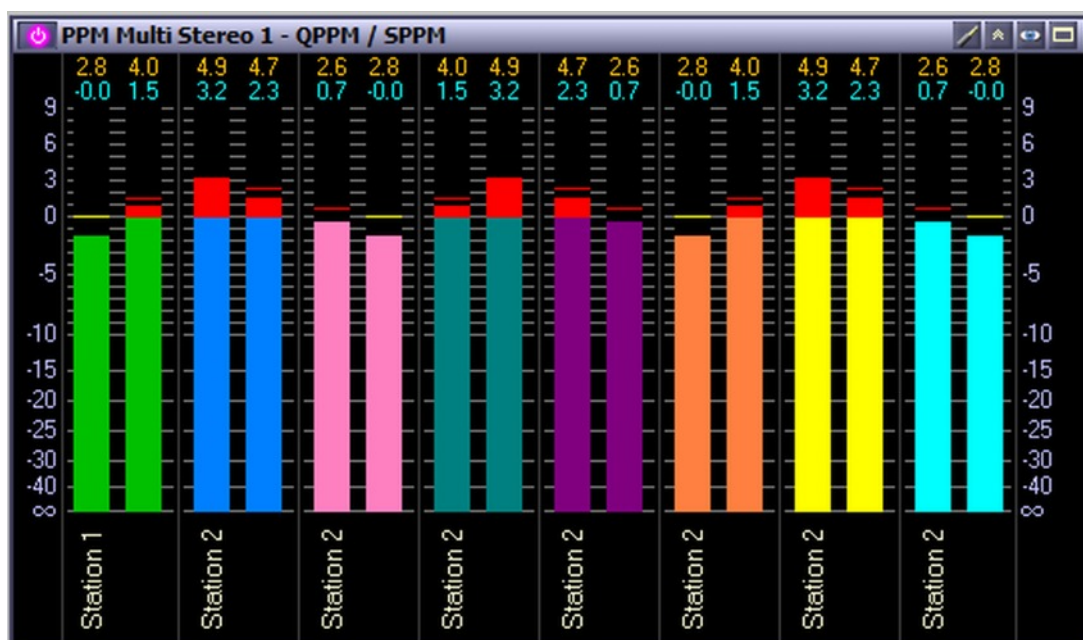 PPM Multi Stereo 1 - QPPM / SPPM
2.8 4.0 4.9 4.7 2.6 2.8 4.0 4.9 4.7 2.6 2.8 4.0 4.9 4.7 2.6 2.8
-0.0 1.5 3.2 2.3 0.7 -0.0 1.5 3.2 2.3 0.7 -0.0 1.5 3.2 2.3 0.7 -0.0
9 9
6 6
3 3
0 0
-5 -5
-10 -10
-15 -15
-20 -20
-25 -25
-30 -30
-40 -40
∞ ∞
Station 1
Station 2
Station 2
Station 2
Station 2
Station 2
Station 2
Station 2